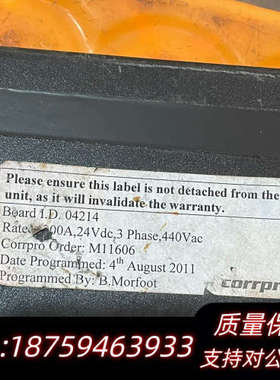 Please ensure this label is not detached from the
unit, as it will invalidate the warranty.
Board I.D. 04214
Rate 00A,24Vdc,3 Phase,440Vac
Corrpro Order: M11606
Date Programmed: 4th August 2011
Programmed By: B.Morfoot
corrpr
质量保
:18759463933
支持对公